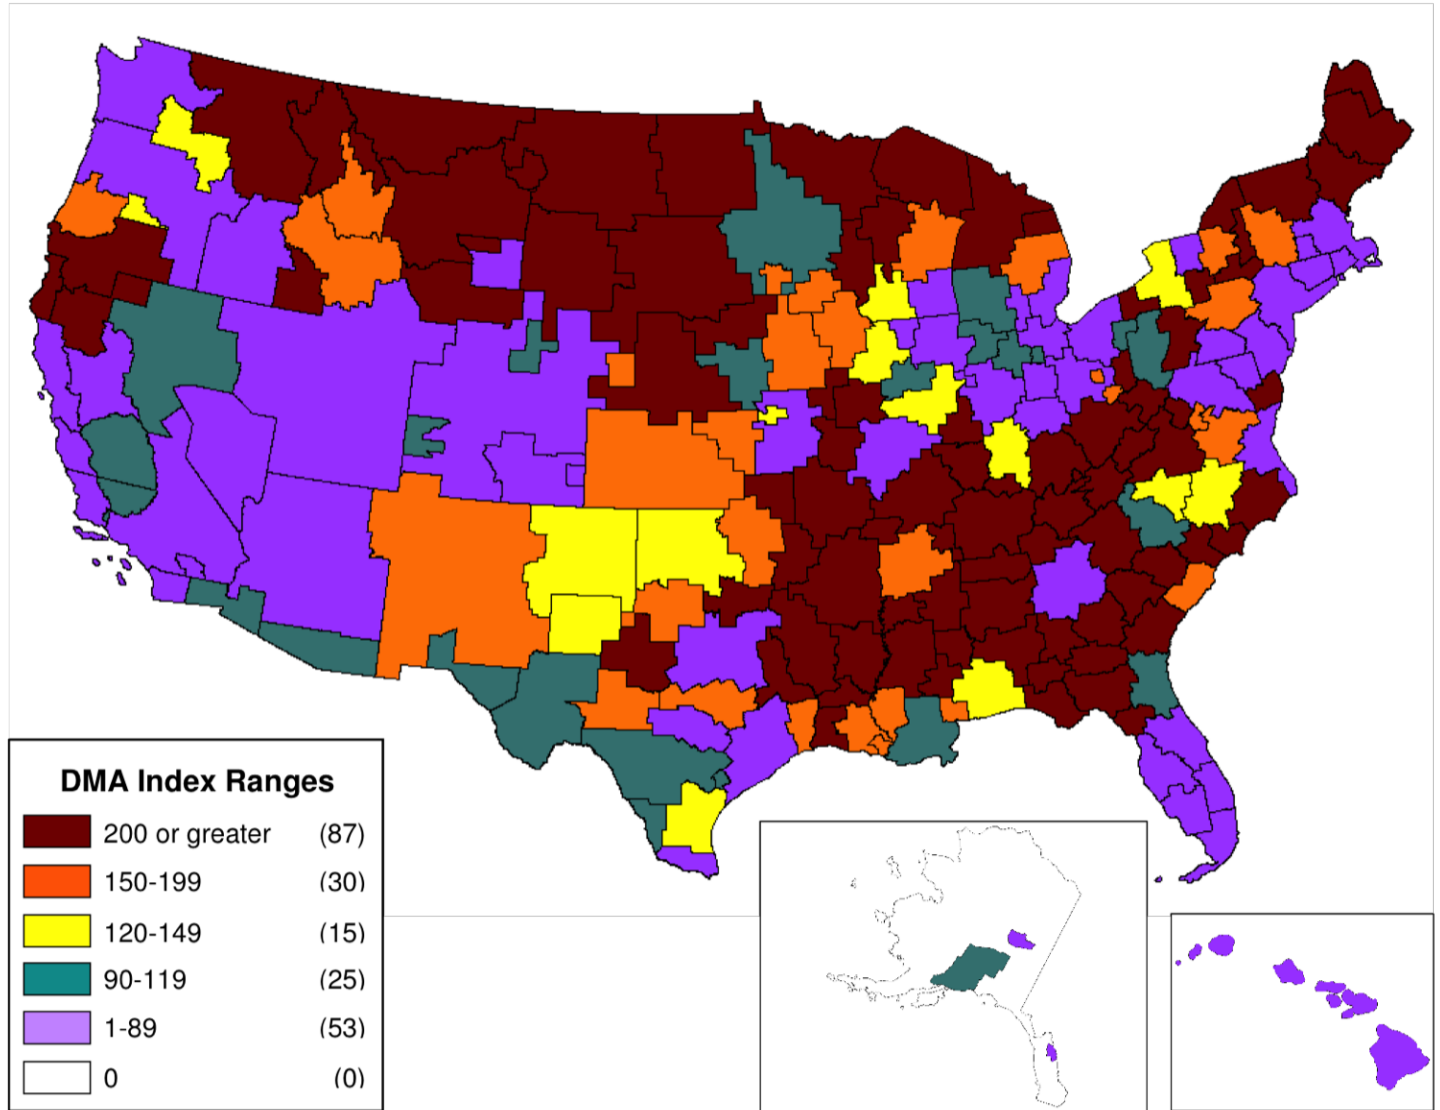 DMA Index Ranges
200 or greater (87)
150-199 (30)
120-149 (15)
90-119 (25)
1-89 (53)
0 (0)